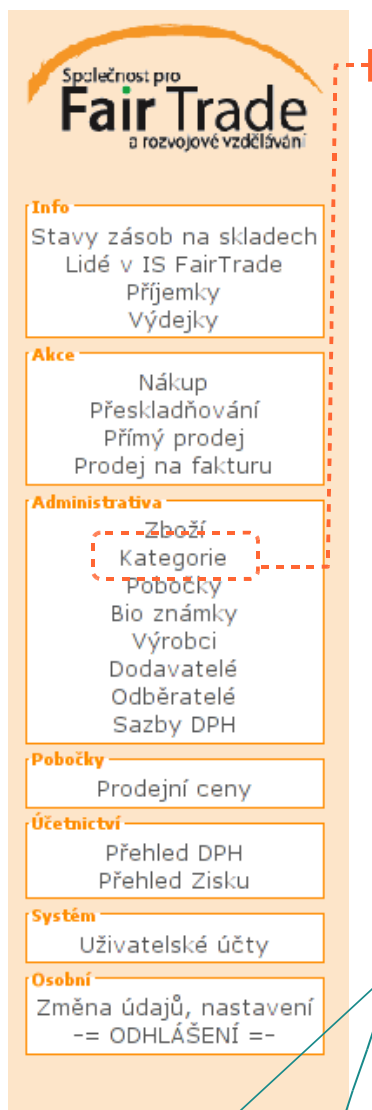 Společnost pro
Fair Trade
a rozvojové vzdělávání
Info
Stavy zásob na skladech
Lidé v IS FairTrade
Příjemky
Výdejky
Akce
Nákup
Přeskladňování
Přímý prodej
Prodej na fakturu
Administrativa
Zboží
Kategorie
Pobočky
Bio známky
Výrobci
Dodavatelé
Odběratelé
Sazby DPH
Pobočky
Prodejní ceny
Účetnictví
Přehled DPH
Přehled Zisku
Systém
Uživatelské účty
Osobní
Změna údajů, nastavení
-= ODHLÁŠENÍ =-